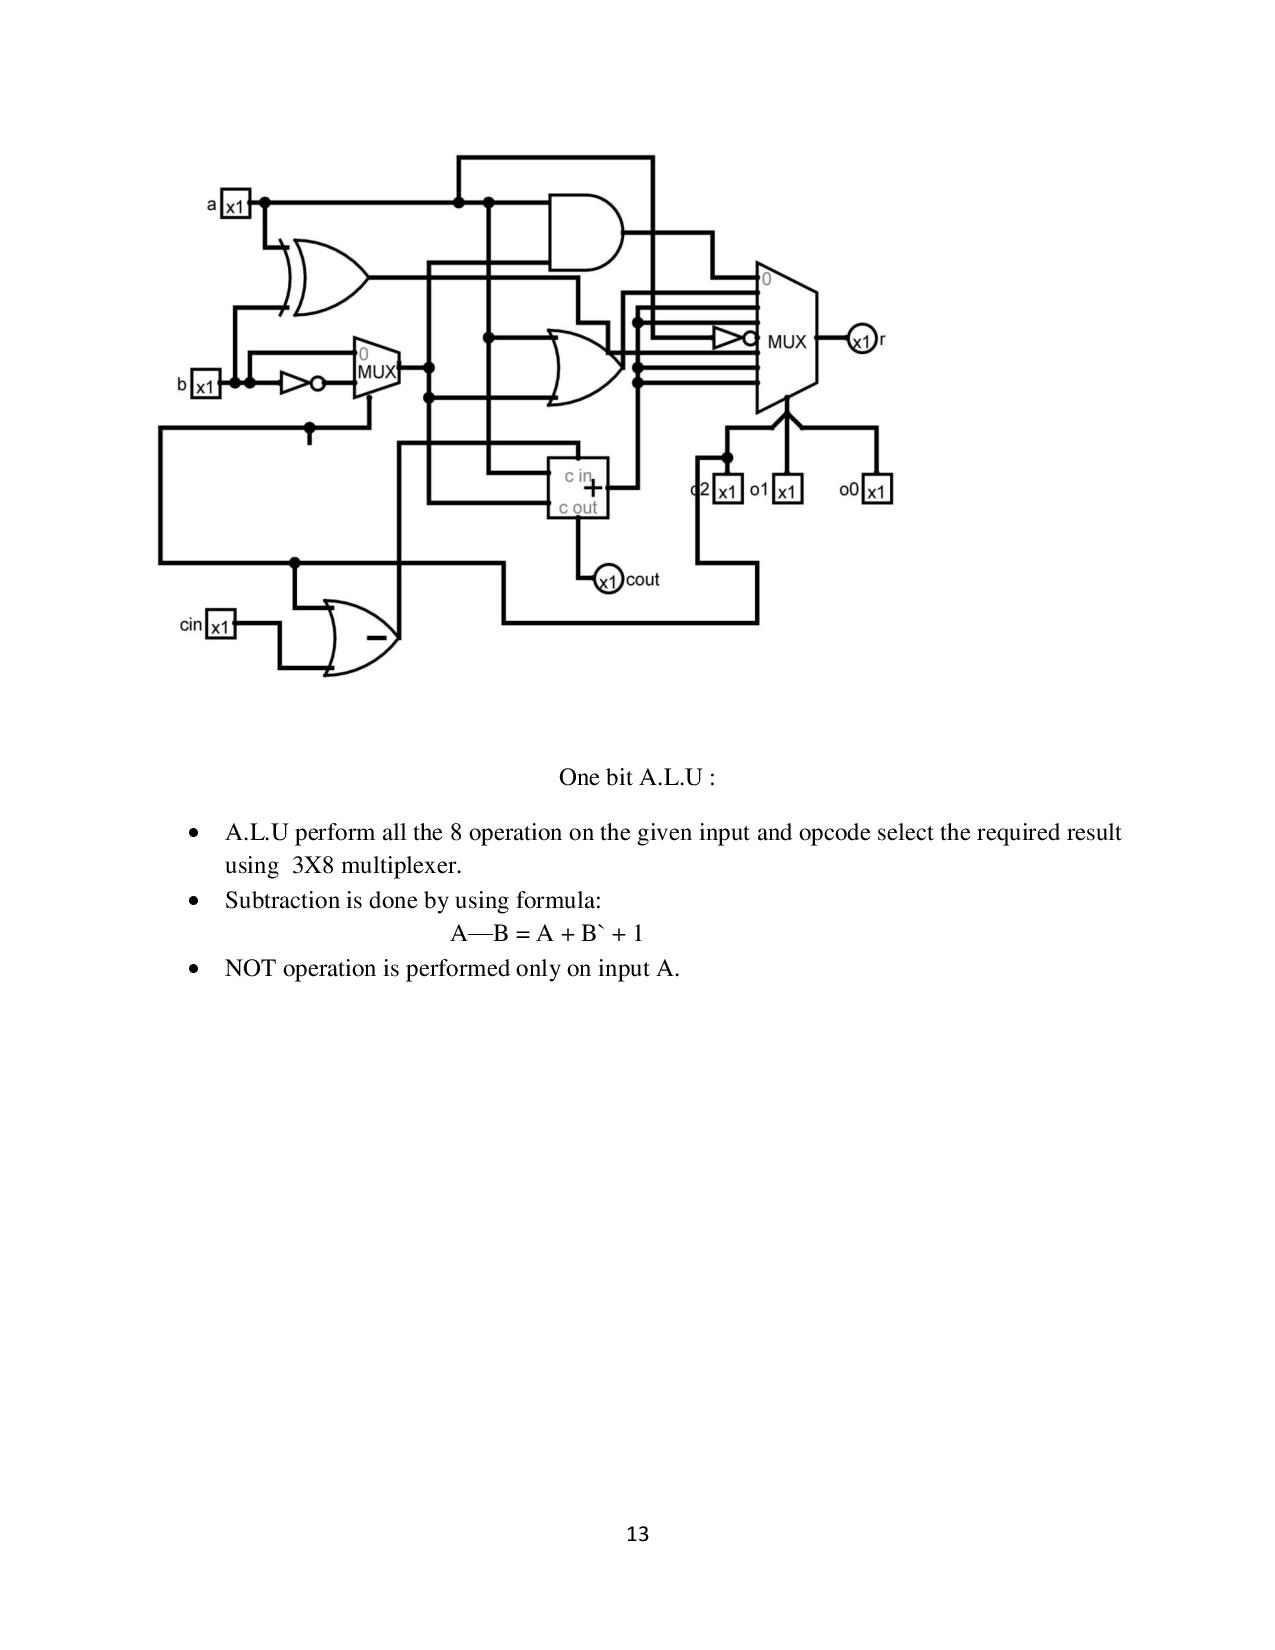 a x1
0
b x1
0
MUX
MUX
x1 r
c in
+
c out
2 x1 o1 x1 o0 x1
x1 cout
cin x1
One bit A.L.U :
• A.L.U perform all the 8 operation on the given input and opcode select the required result
using 3X8 multiplexer.
• Subtraction is done by using formula:
A—B = A + B` + 1
• NOT operation is performed only on input A.
13